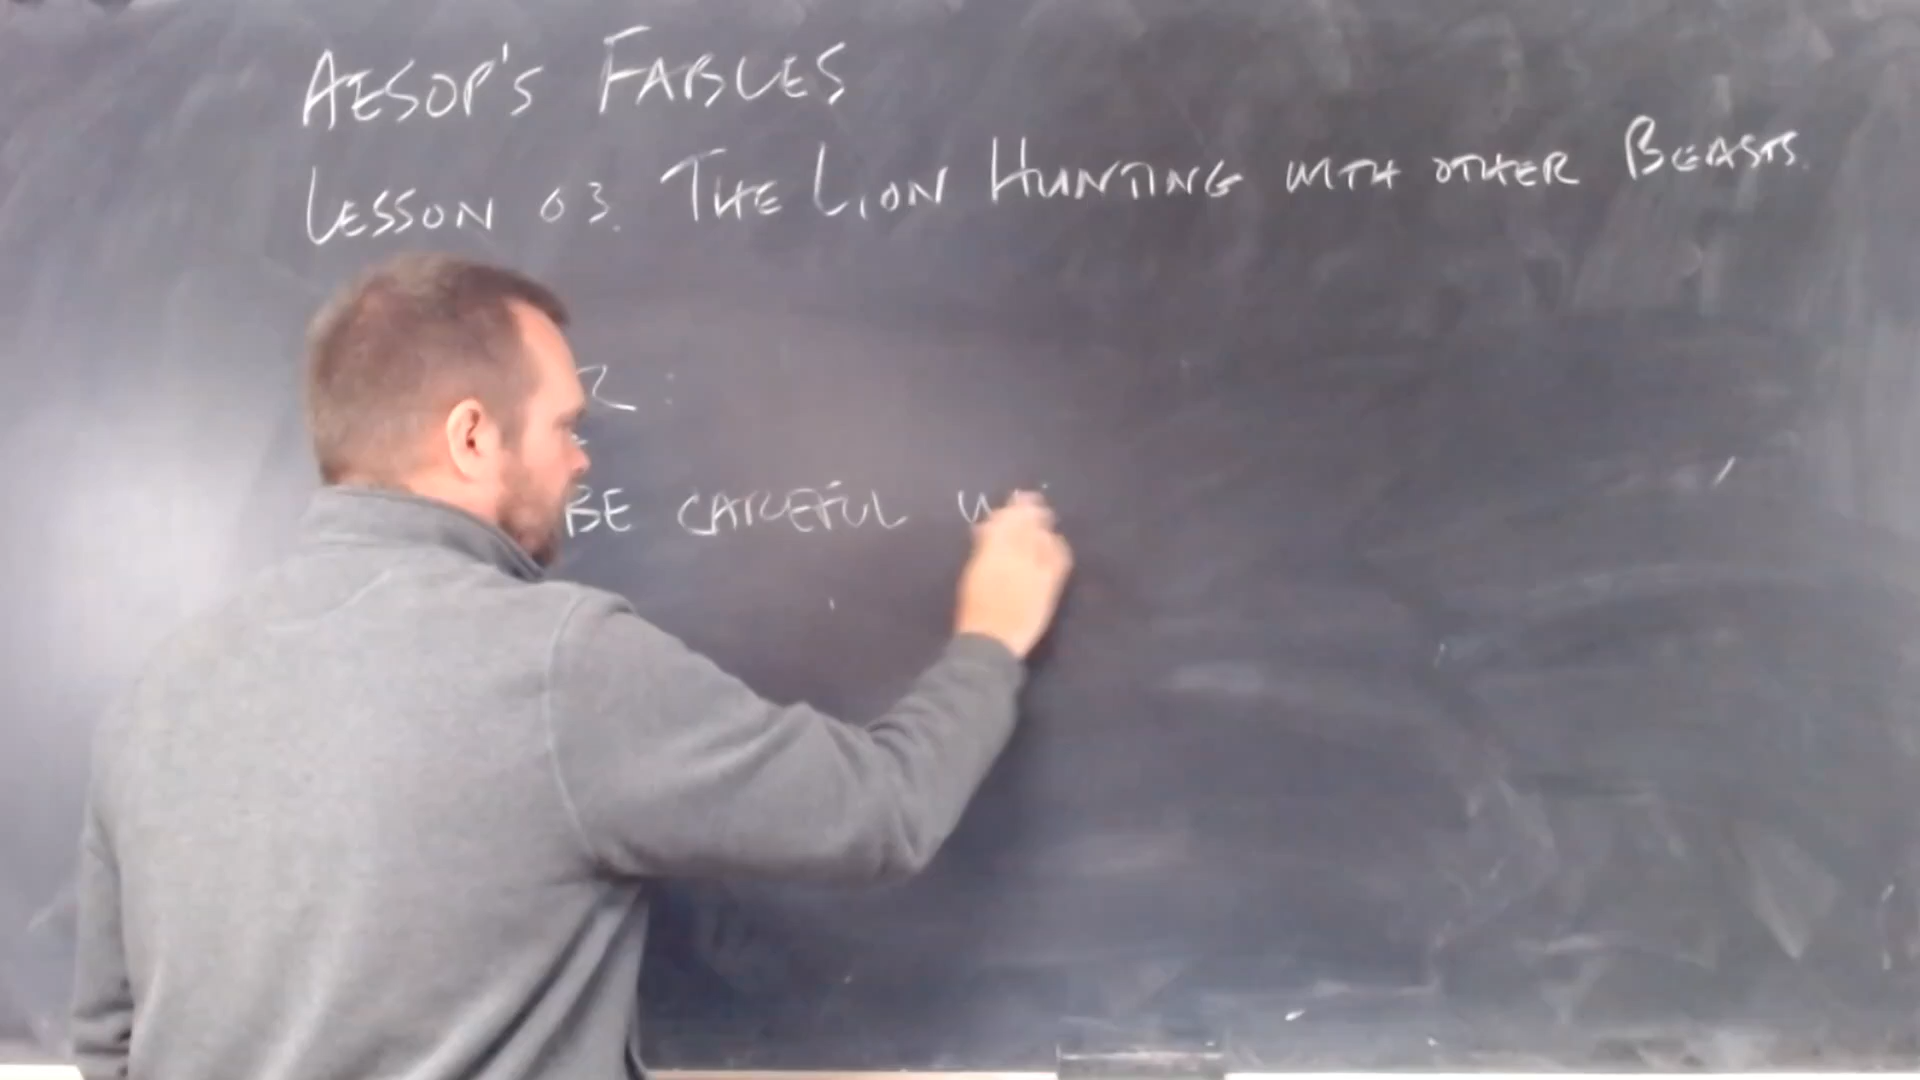 AESOP'S FABLES
LESSON 03. THE LION HUNTING WITH OTHER BEASTS.
BE CAREFUL